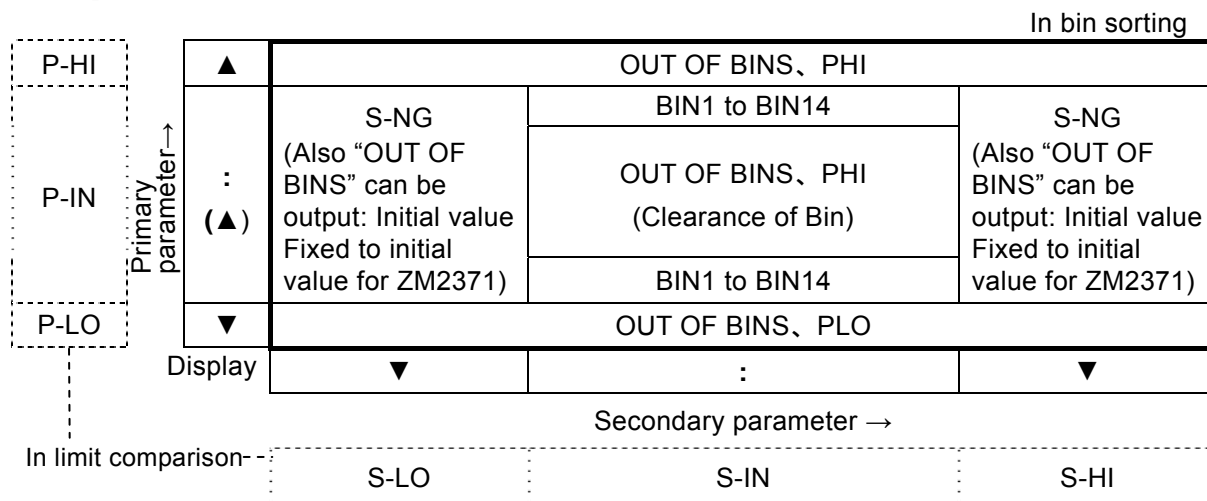 In bin sorting
P-HI
▲
OUT OF BINS、PHI
P-IN
Primary
parameter→
:
(▲)
S-NG
(Also “OUT OF
BINS” can be
output: Initial value
Fixed to initial
value for ZM2371)
BIN1 to BIN14
OUT OF BINS、PHI
(Clearance of Bin)
BIN1 to BIN14
S-NG
(Also “OUT OF
BINS” can be
output: Initial value
Fixed to initial
value for ZM2371)
P-LO
▼
OUT OF BINS、PLO
Display
▼
:
▼
Secondary parameter →
In limit comparison
S-LO
S-IN
S-HI